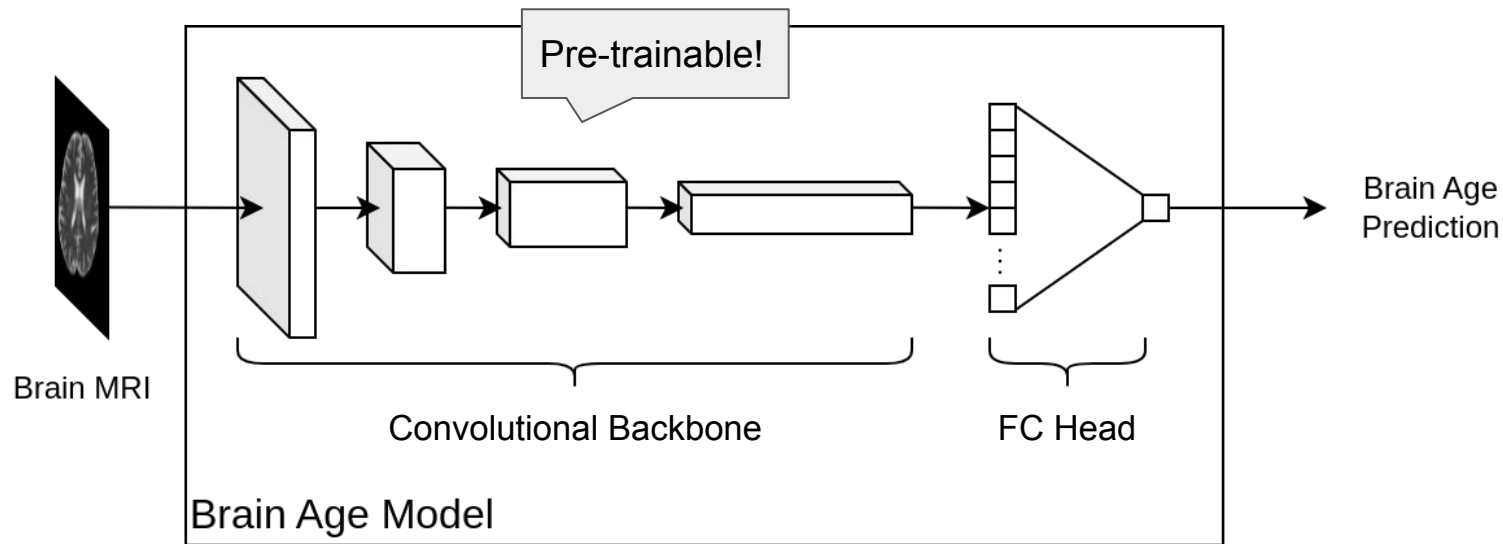 Pre-trainable!
Brain MRI
Convolutional Backbone
FC Head
Brain Age
Prediction
Brain Age Model